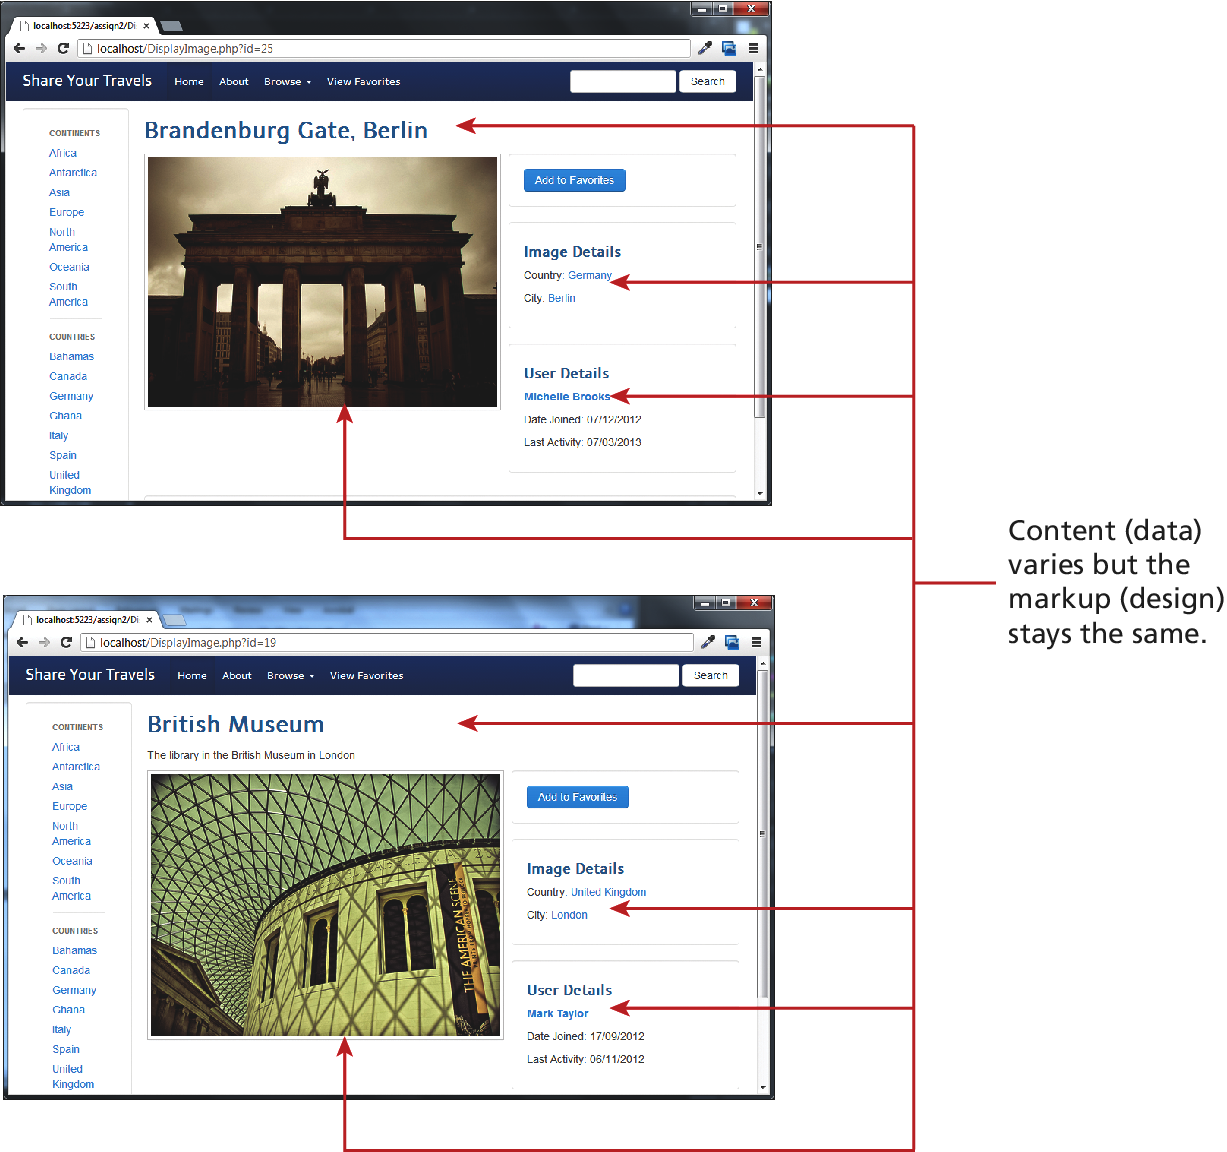 localhost:5223/assign2/Di
localhost/DisplayImage.php?id=25
Share Your Travels Home About Browse View Favorites Search
CONTINENTS
Africa
Antarctica
Asia
Europe
North
America
Oceania
South
America
COUNTRIES
Bahamas
Canada
Germany
Ghana
Italy
Spain
United
Kingdom
Brandenburg Gate, Berlin
Add to Favorites
Image Details
Country: Germany
City: Berlin
User Details
Michelle Brooks
Date Joined: 07/12/2012
Last Activity: 07/03/2013
Content (data)
varies but the
markup (design)
stays the same.
localhost:5223/assign2/Di
localhost/DisplayImage.php?id=19
Share Your Travels Home About Browse View Favorites Search
CONTINENTS
Africa
Antarctica
Asia
Europe
North
America
Oceania
South
America
COUNTRIES
Bahamas
Canada
Germany
Ghana
Italy
Spain
United
Kingdom
British Museum
The library in the British Museum in London
THE AMERICAN SCENE
Add to Favorites
Image Details
Country: United Kingdom
City: London
User Details
Mark Taylor
Date Joined: 17/09/2012
Last Activity: 06/11/2012